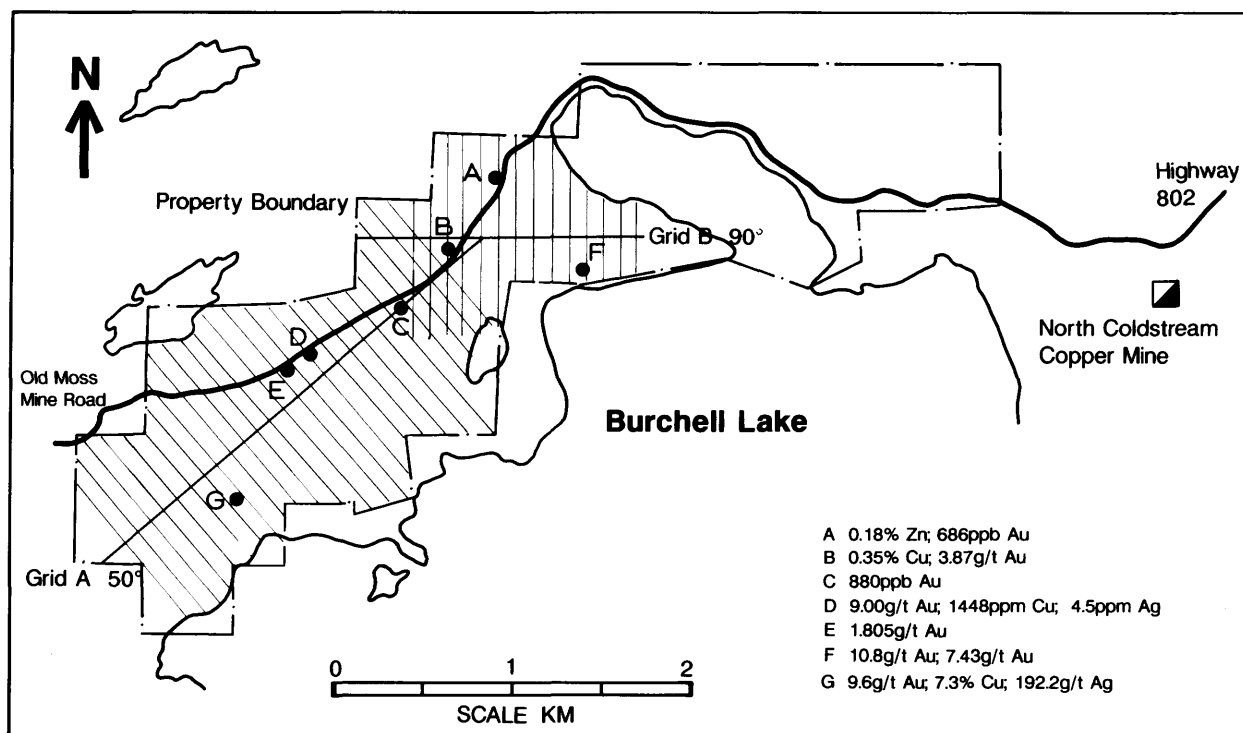 N
Property Boundary
Highway
802
A
B
Grid B 90°
F
C
D
E
North Coldstream
Copper Mine
Old Moss
Mine Road
Burchell Lake
G
Grid A 50°
A 0.18% Zn; 686ppb Au
B 0.35% Cu; 3.87g/t Au
C 880ppb Au
D 9.00g/t Au; 1448ppm Cu; 4.5ppm Ag
E 1.805g/t Au
F 10.8g/t Au; 7.43g/t Au
G 9.6g/t Au; 7.3% Cu; 192.2g/t Ag
0 1 2
SCALE KM